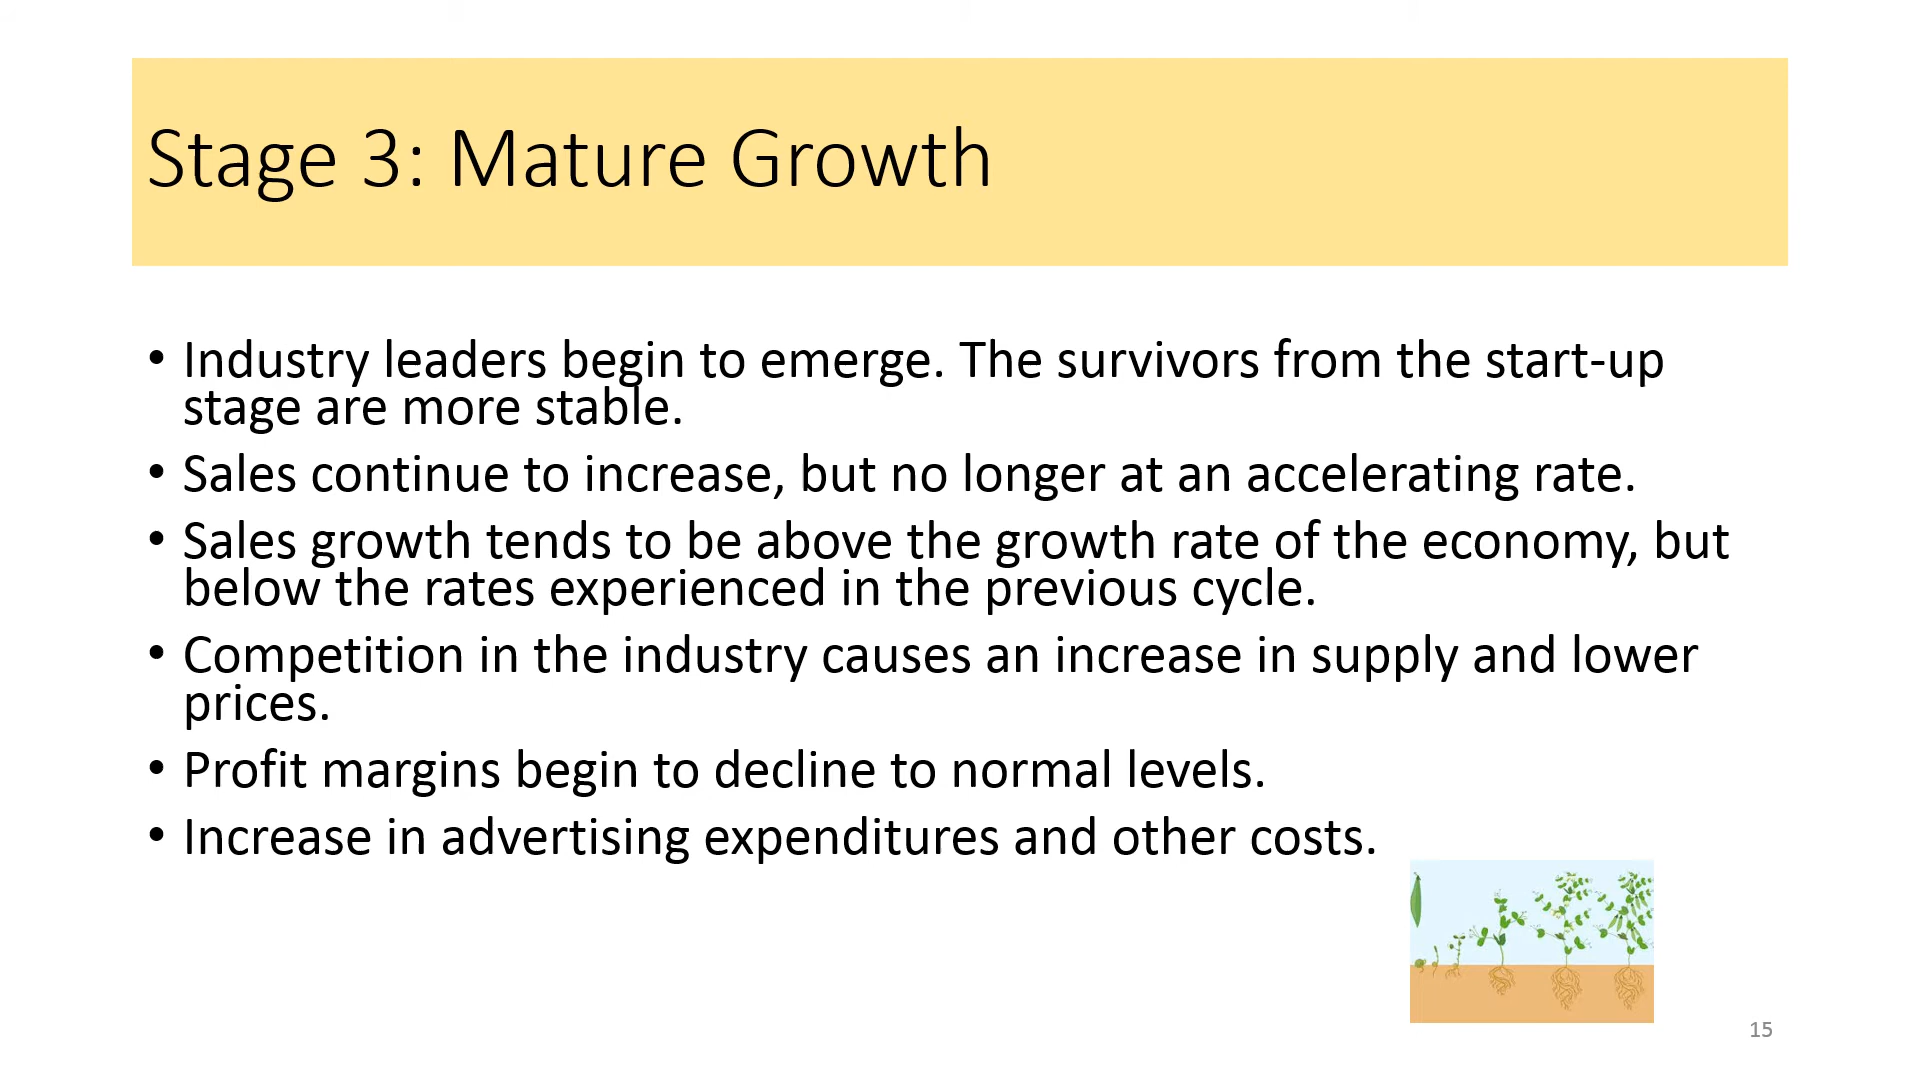 Stage 3: Mature Growth
• Industry leaders begin to emerge. The survivors from the start-up
stage are more stable.
• Sales continue to increase, but no longer at an accelerating rate.
• Sales growth tends to be above the growth rate of the economy, but
below the rates experienced in the previous cycle.
• Competition in the industry causes an increase in supply and lower
prices.
• Profit margins begin to decline to normal levels.
• Increase in advertising expenditures and other costs.
15